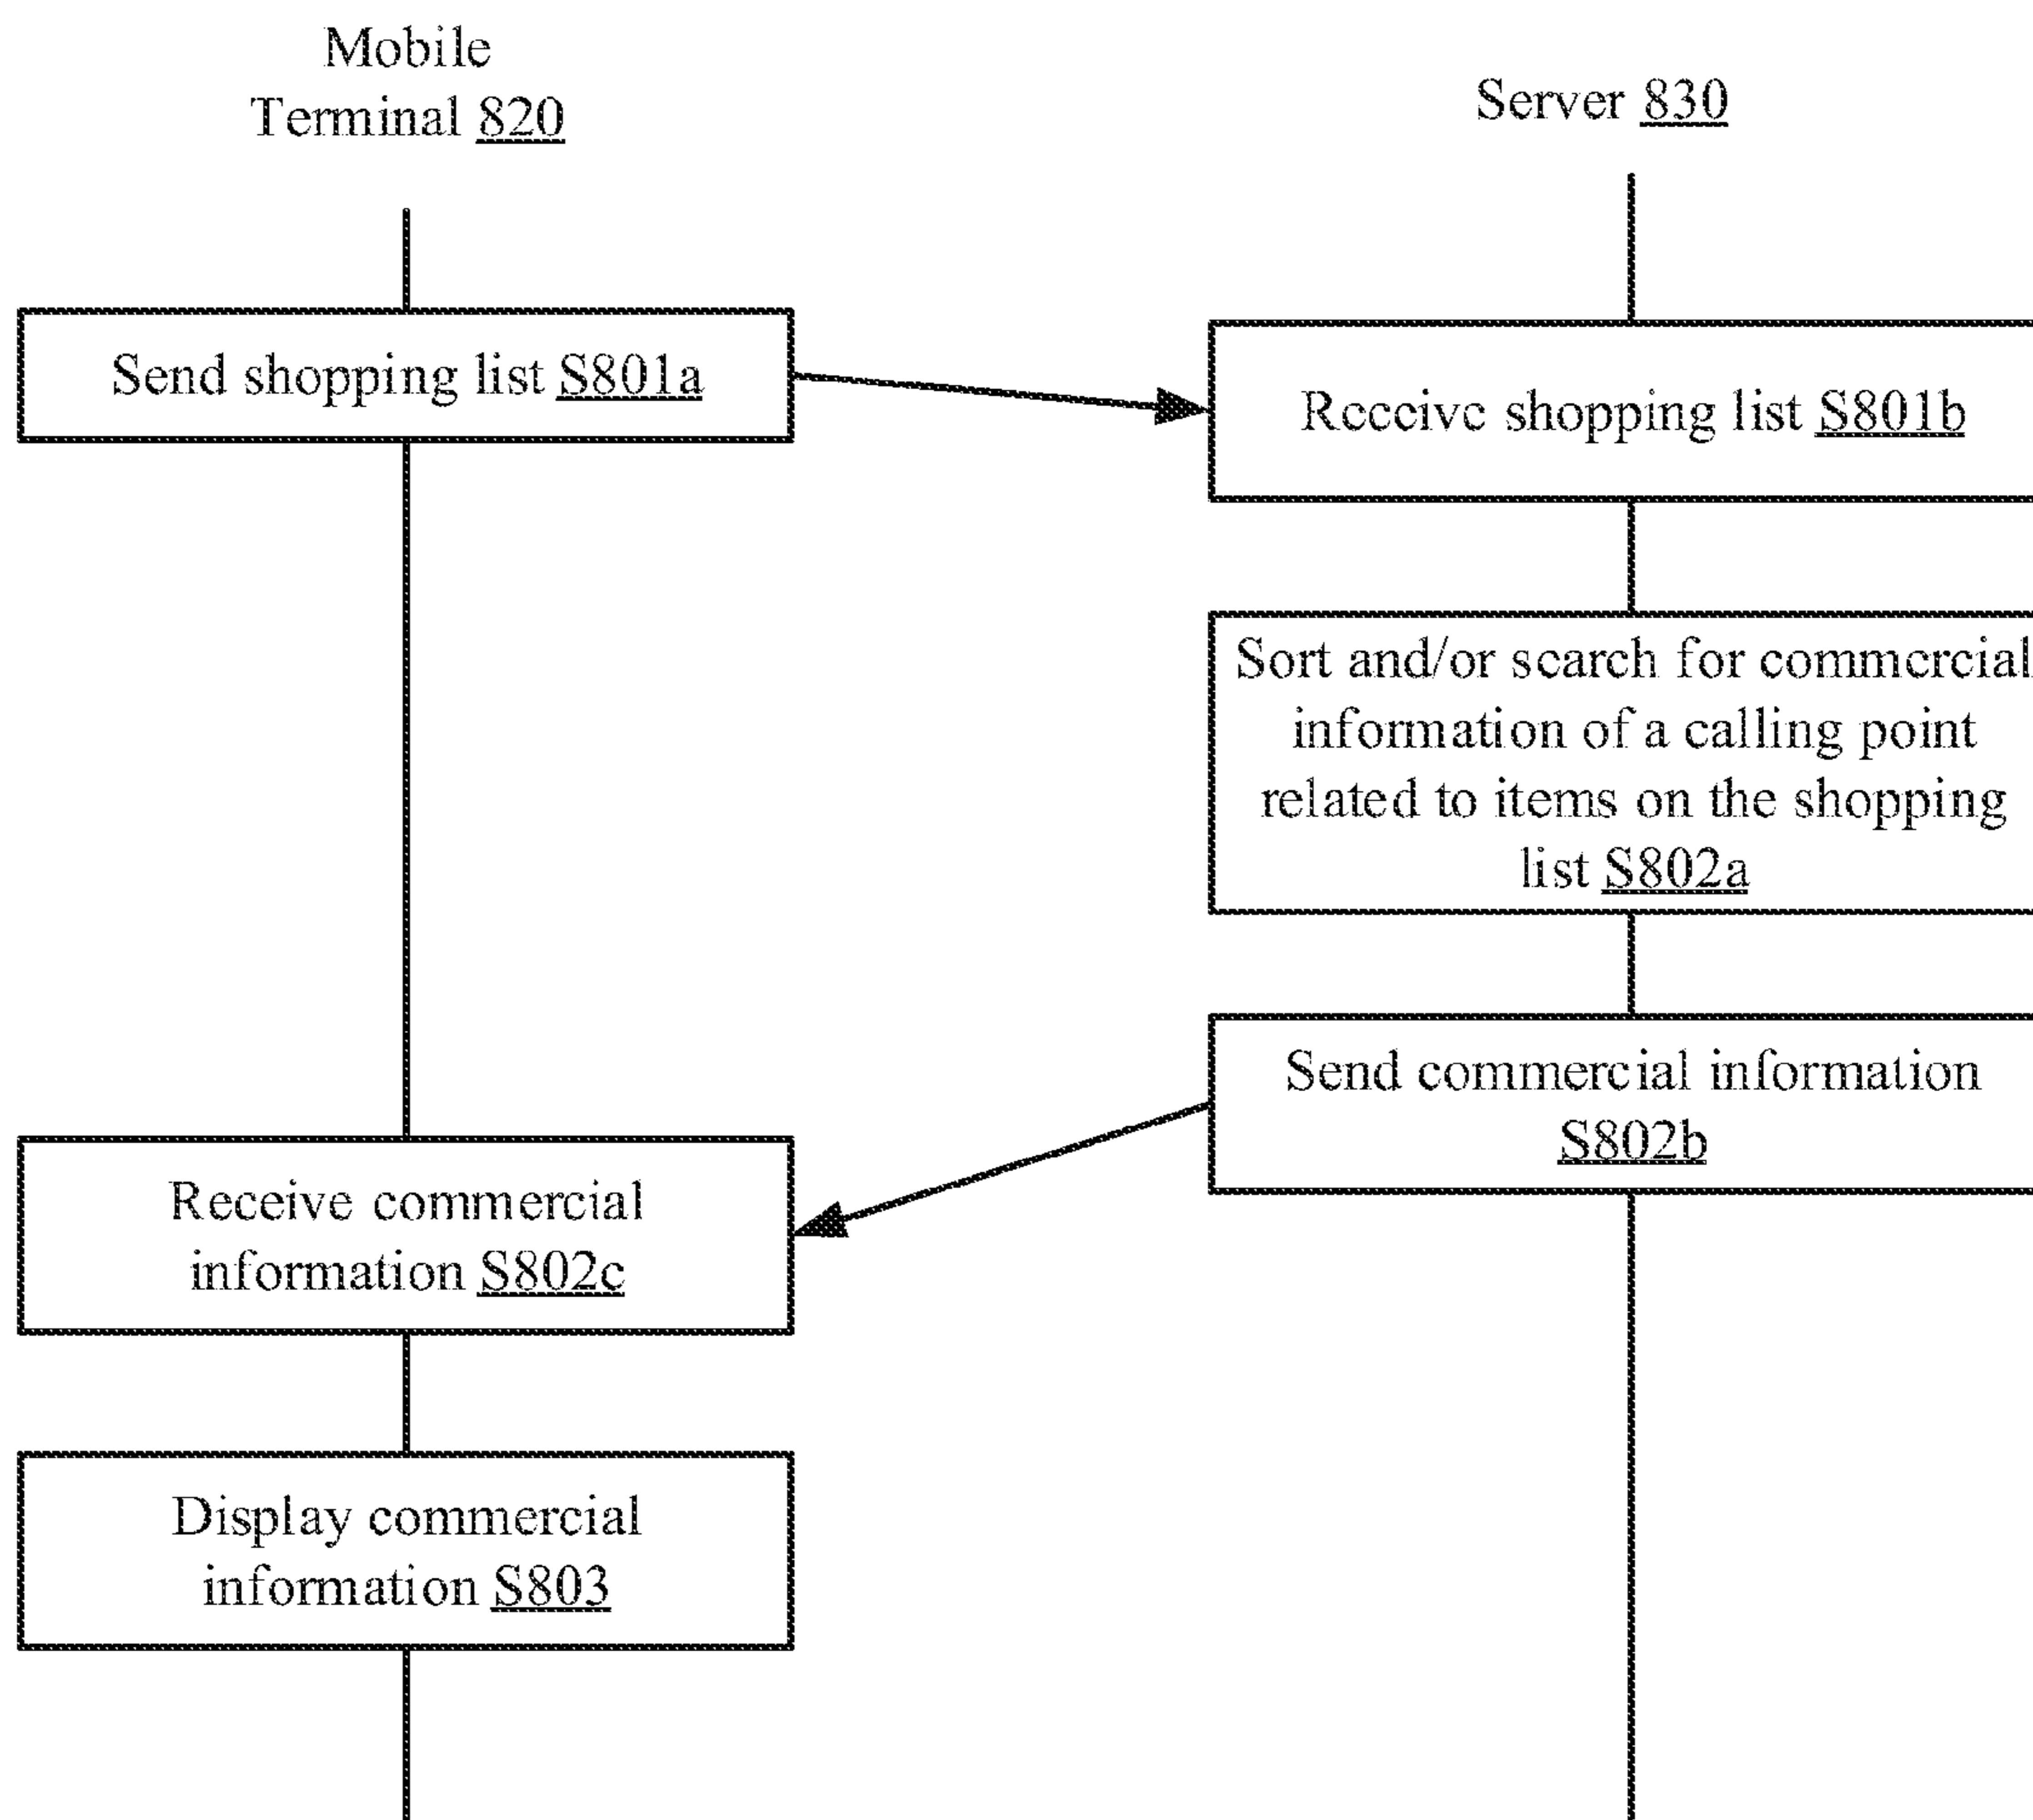 Mobile
Terminal 820
Server 830
Send shopping list S801a
Receive shopping list S801b
Sort and/or search for commercial
information of a calling point
related to items on the shopping
list S802a
Send commercial information
S802b
Receive commercial
information S802c
Display commercial
information S803